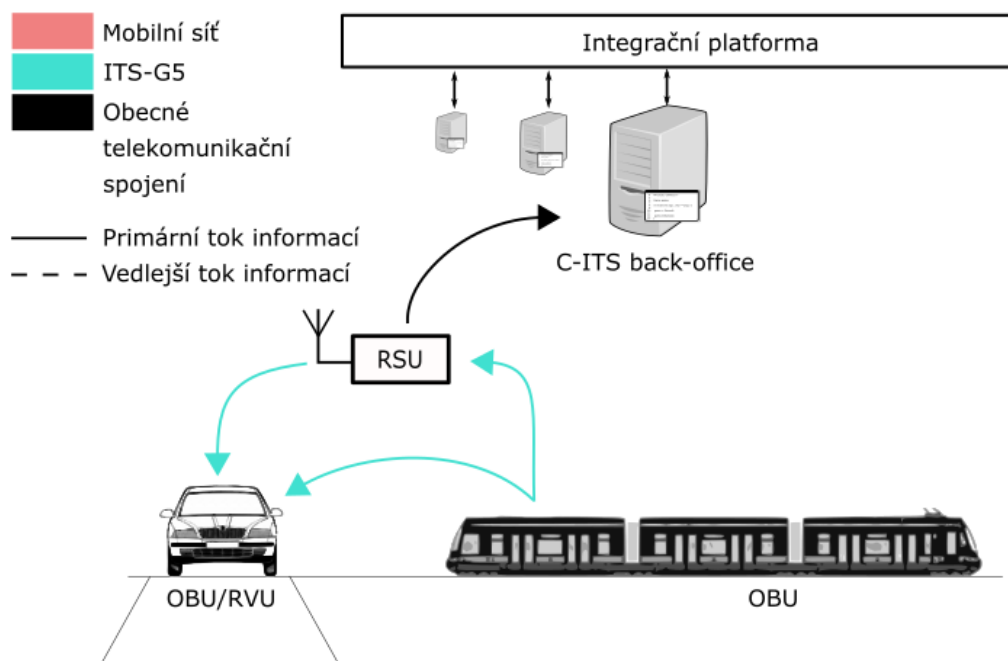 Mobilní síť
ITS-G5
Obecné
telekomunikační
spojení
Primární tok informací
Vedlejší tok informací
Integrační platforma
C-ITS back-office
RSU
OBU/RVU
OBU